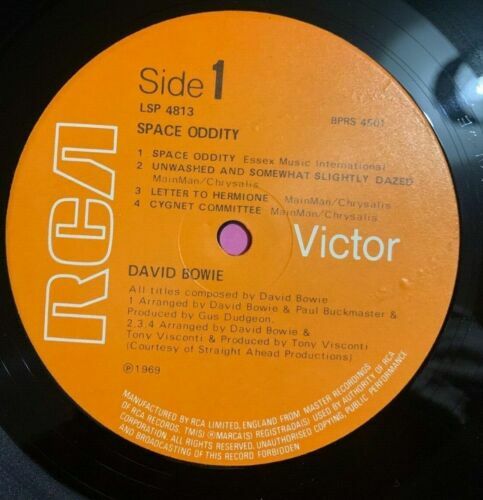 RCA
Side 1
LSP 4813
BPRS 4501
SPACE ODDITY
1 SPACE ODDITY Essex Music International
2 UNWASHED AND SOMEWHAT SLIGHTLY DAZED
MainMan/Chrysalis
3 LETTER TO HERMIONE MainMan/Chrysalis
4 CYGNET COMMITTEE MainMan/Chrysalis
Victor
DAVID BOWIE
All titles composed by David Bowie
1 Arranged by David Bowie & Paul Buckmaster &
Produced by Gus Dudgeon.
2,3,4 Arranged by David Bowie &
Tony Visconti & Produced by Tony Visconti
(Courtesy of Straight Ahead Productions)
℗1969
MANUFACTURED BY RCA LIMITED, ENGLAND FROM MASTER RECORDINGS
OF RCA RECORDS. TM(S) ® MARCA(S) REGISTRADA(S) USED BY AUTHORITY OF RCA
CORPORATION. ALL RIGHTS RESERVED. UNAUTHORISED COPYING, PUBLIC PERFORMANCE
AND BROADCASTING OF THIS RECORD FORBIDDEN